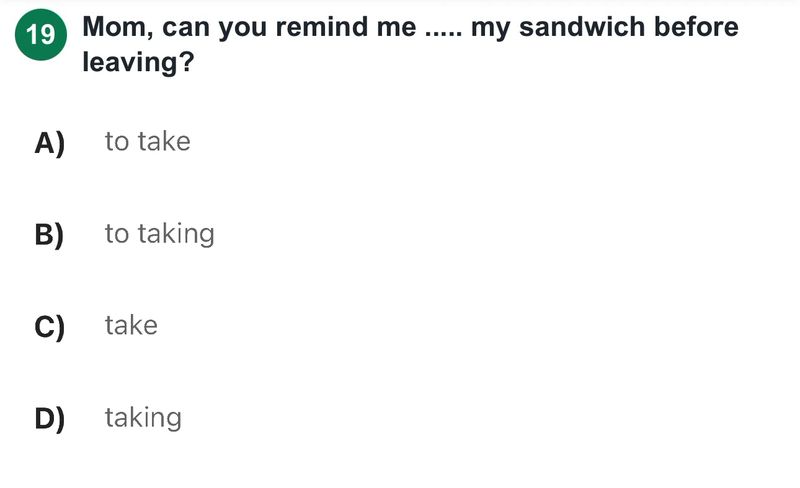 19 Mom, can you remind me ..... my sandwich before
leaving?
A) to take
B) to taking
C) take
D) taking